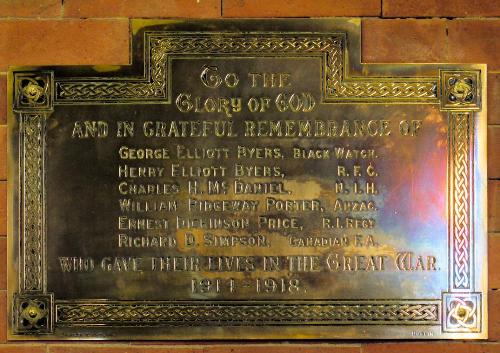 To the
Glory of God
and in grateful remembrance of
George Elliott Byers, Black Watch.
Henry Elliott Byers, R.F.C.
Charles H. McDaniel, N.I.H.
William Ridgeway Porter, Anzac.
Ernest Dickinson Price, R.I. Regt
Richard D. Simpson, Canadian F.A.
who gave their lives in the Great War.
1914-1918.